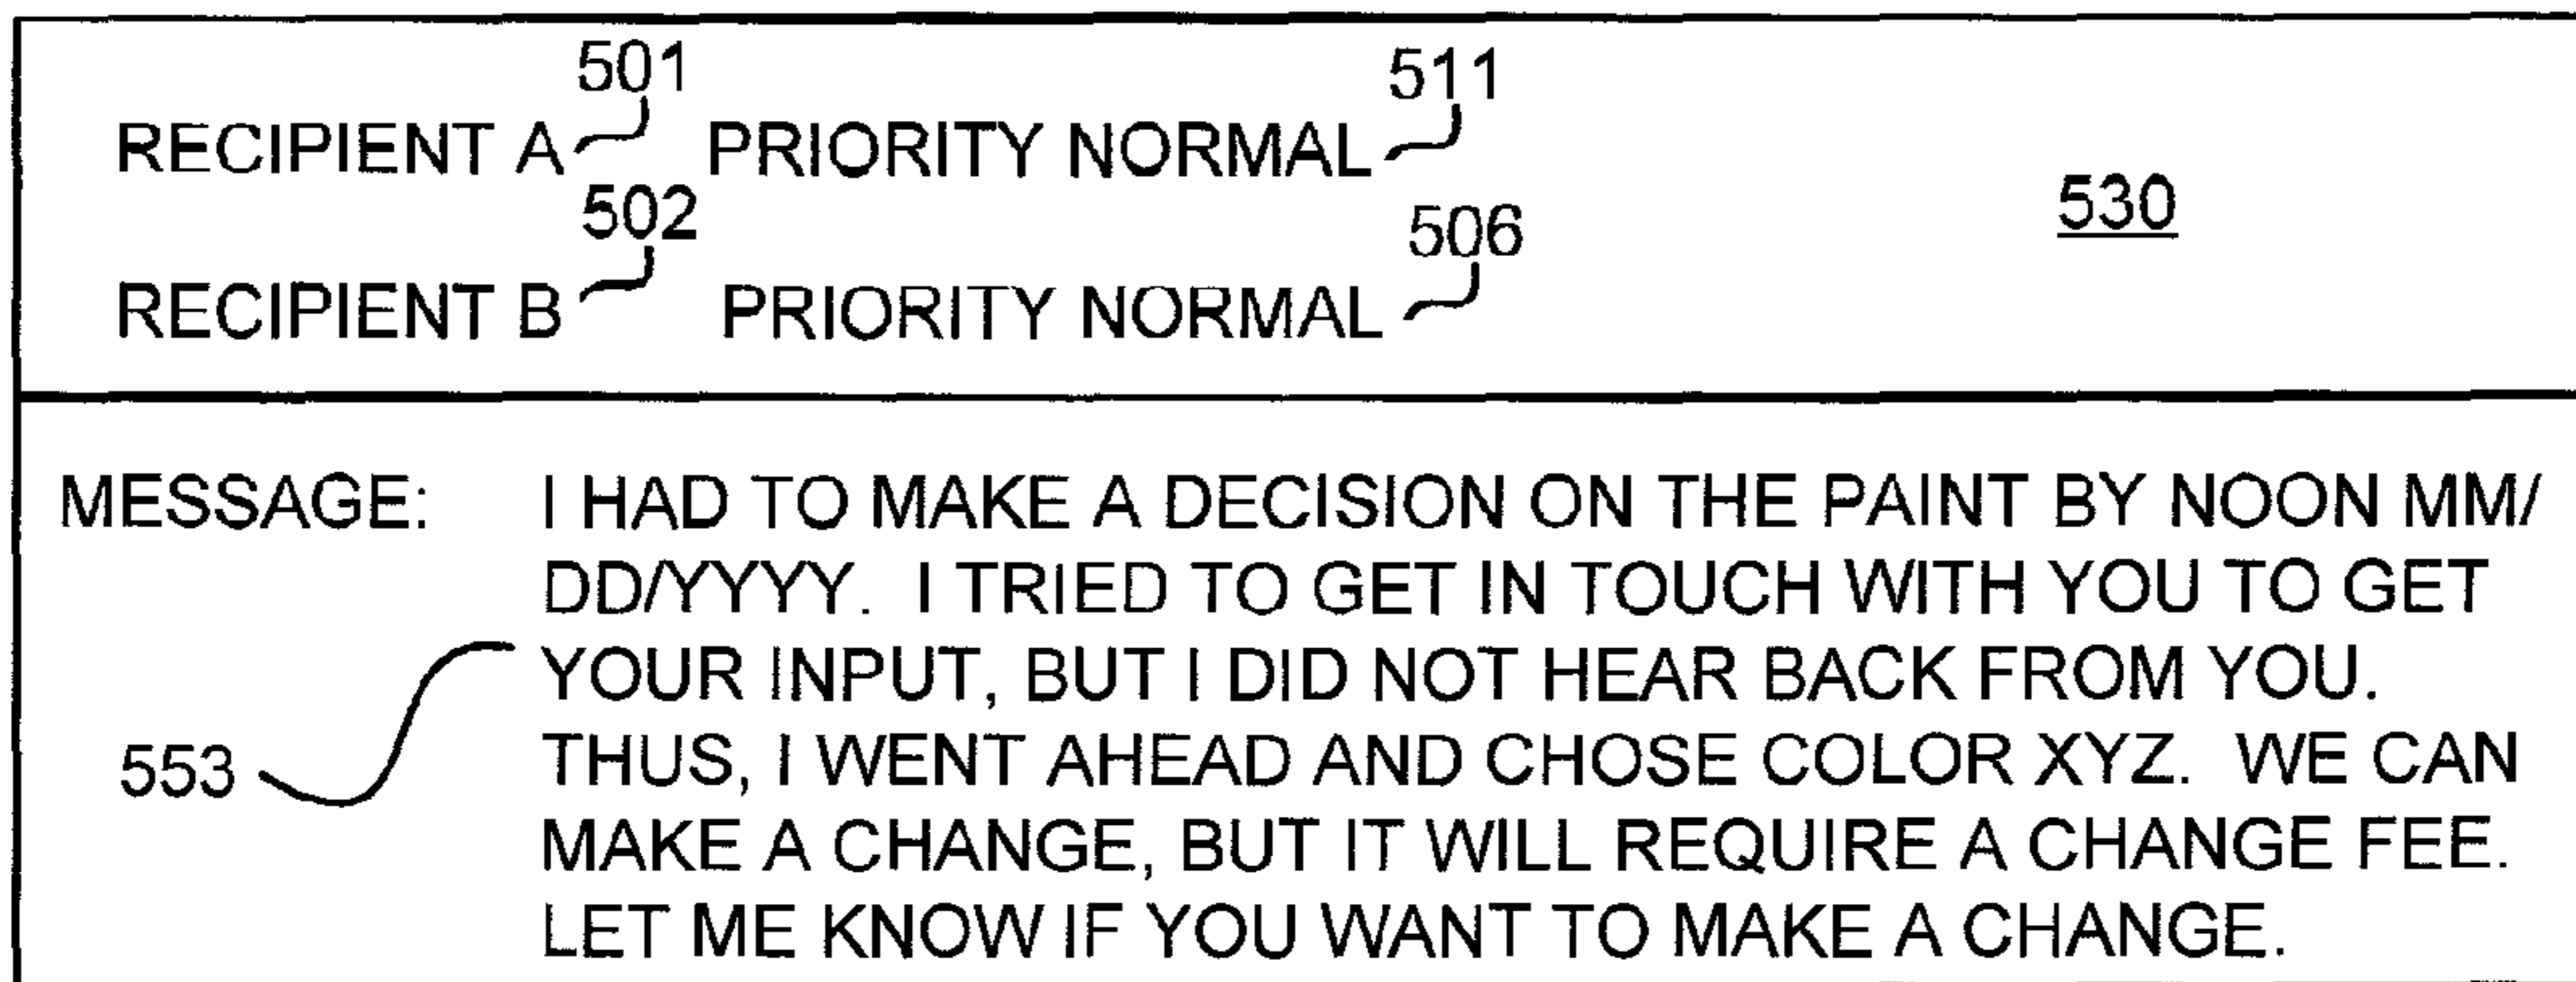 501 511
RECIPIENT A PRIORITY NORMAL
502 506 530
RECIPIENT B PRIORITY NORMAL
MESSAGE: I HAD TO MAKE A DECISION ON THE PAINT BY NOON MM/
DD/YYYY. I TRIED TO GET IN TOUCH WITH YOU TO GET
YOUR INPUT, BUT I DID NOT HEAR BACK FROM YOU.
553 THUS, I WENT AHEAD AND CHOSE COLOR XYZ. WE CAN
MAKE A CHANGE, BUT IT WILL REQUIRE A CHANGE FEE.
LET ME KNOW IF YOU WANT TO MAKE A CHANGE.